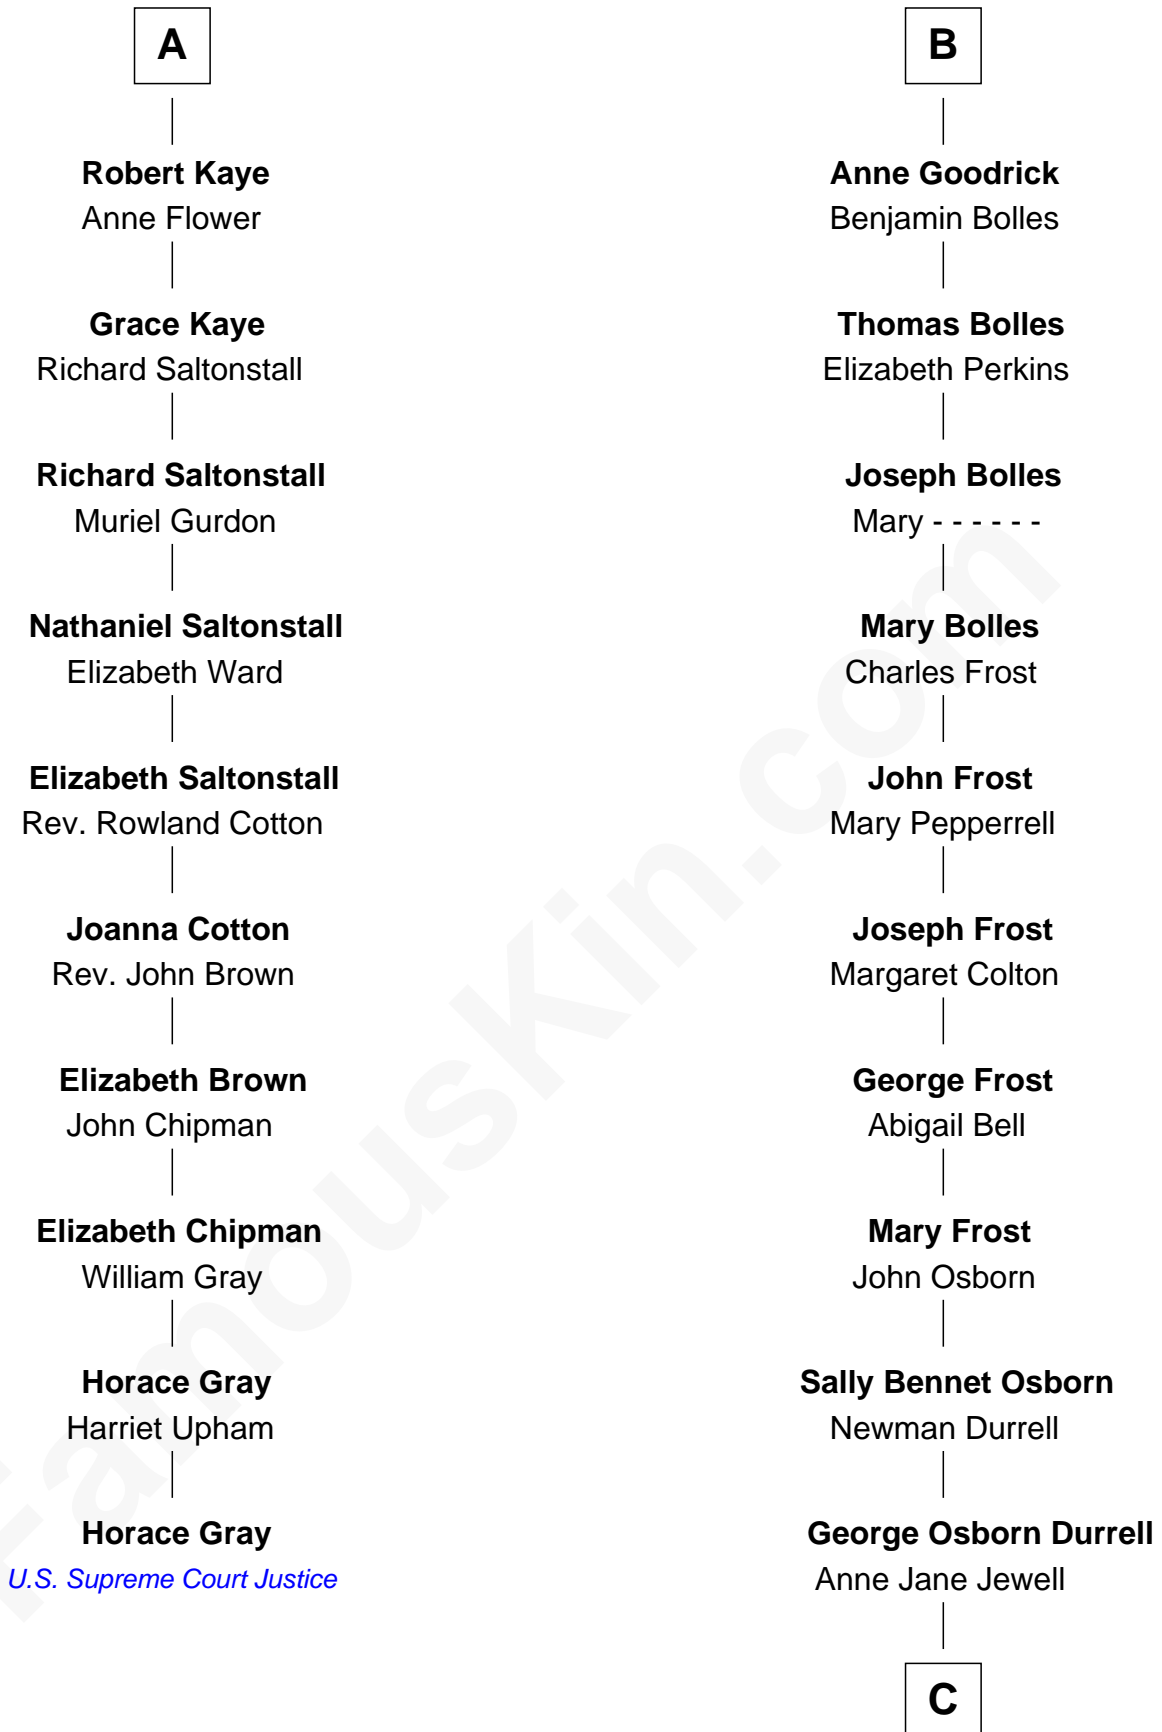 A
Robert Kaye
Anne Flower
Grace Kaye
Richard Saltonstall
Richard Saltonstall
Muriel Gurdon
Nathaniel Saltonstall
Elizabeth Ward
Elizabeth Saltonstall
Rev. Rowland Cotton
Joanna Cotton
Rev. John Brown
Elizabeth Brown
John Chipman
Elizabeth Chipman
William Gray
Horace Gray
Harriet Upham
Horace Gray
U.S. Supreme Court Justice
B
Anne Goodrick
Benjamin Bolles
Thomas Bolles
Elizabeth Perkins
Joseph Bolles
Mary - - - - - -
Mary Bolles
Charles Frost
John Frost
Mary Pepperrell
Joseph Frost
Margaret Colton
George Frost
Abigail Bell
Mary Frost
John Osborn
Sally Bennet Osborn
Newman Durrell
George Osborn Durrell
Anne Jane Jewell
C
FamousKin.com